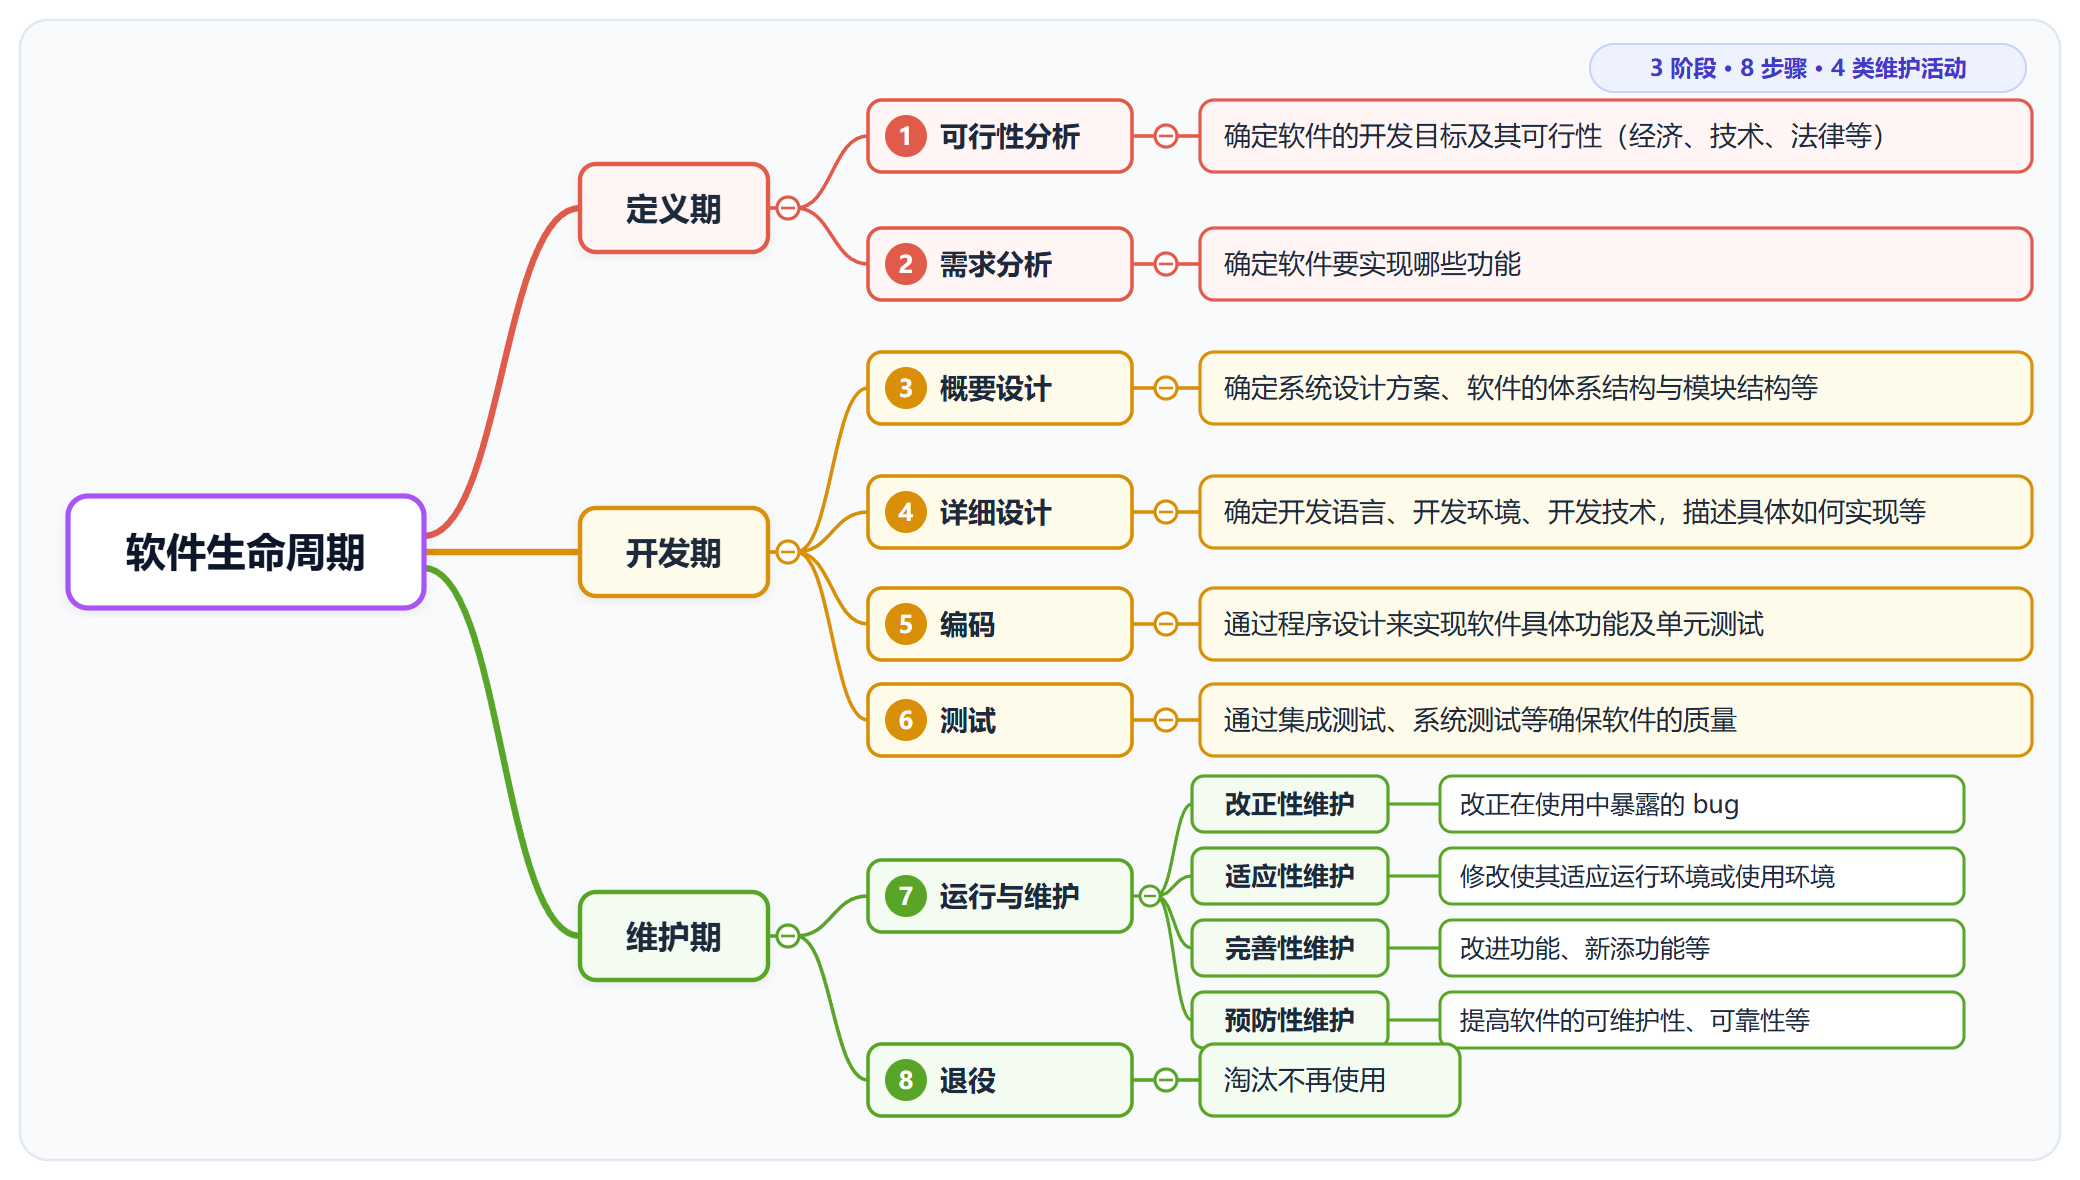 3 阶段 • 8 步骤 • 4 类维护活动
软件生命周期
定义期
1 可行性分析
确定软件的开发目标及其可行性（经济、技术、法律等）
2 需求分析
确定软件要实现哪些功能
开发期
3 概要设计
确定系统设计方案、软件的体系结构与模块结构等
4 详细设计
确定开发语言、开发环境、开发技术，描述具体如何实现等
5 编码
通过程序设计来实现软件具体功能及单元测试
6 测试
通过集成测试、系统测试等确保软件的质量
维护期
7 运行与维护
改正性维护
改正在使用中暴露的 bug
适应性维护
修改使其适应运行环境或使用环境
完善性维护
改进功能、新添功能等
预防性维护
提高软件的可维护性、可靠性等
8 退役
淘汰不再使用